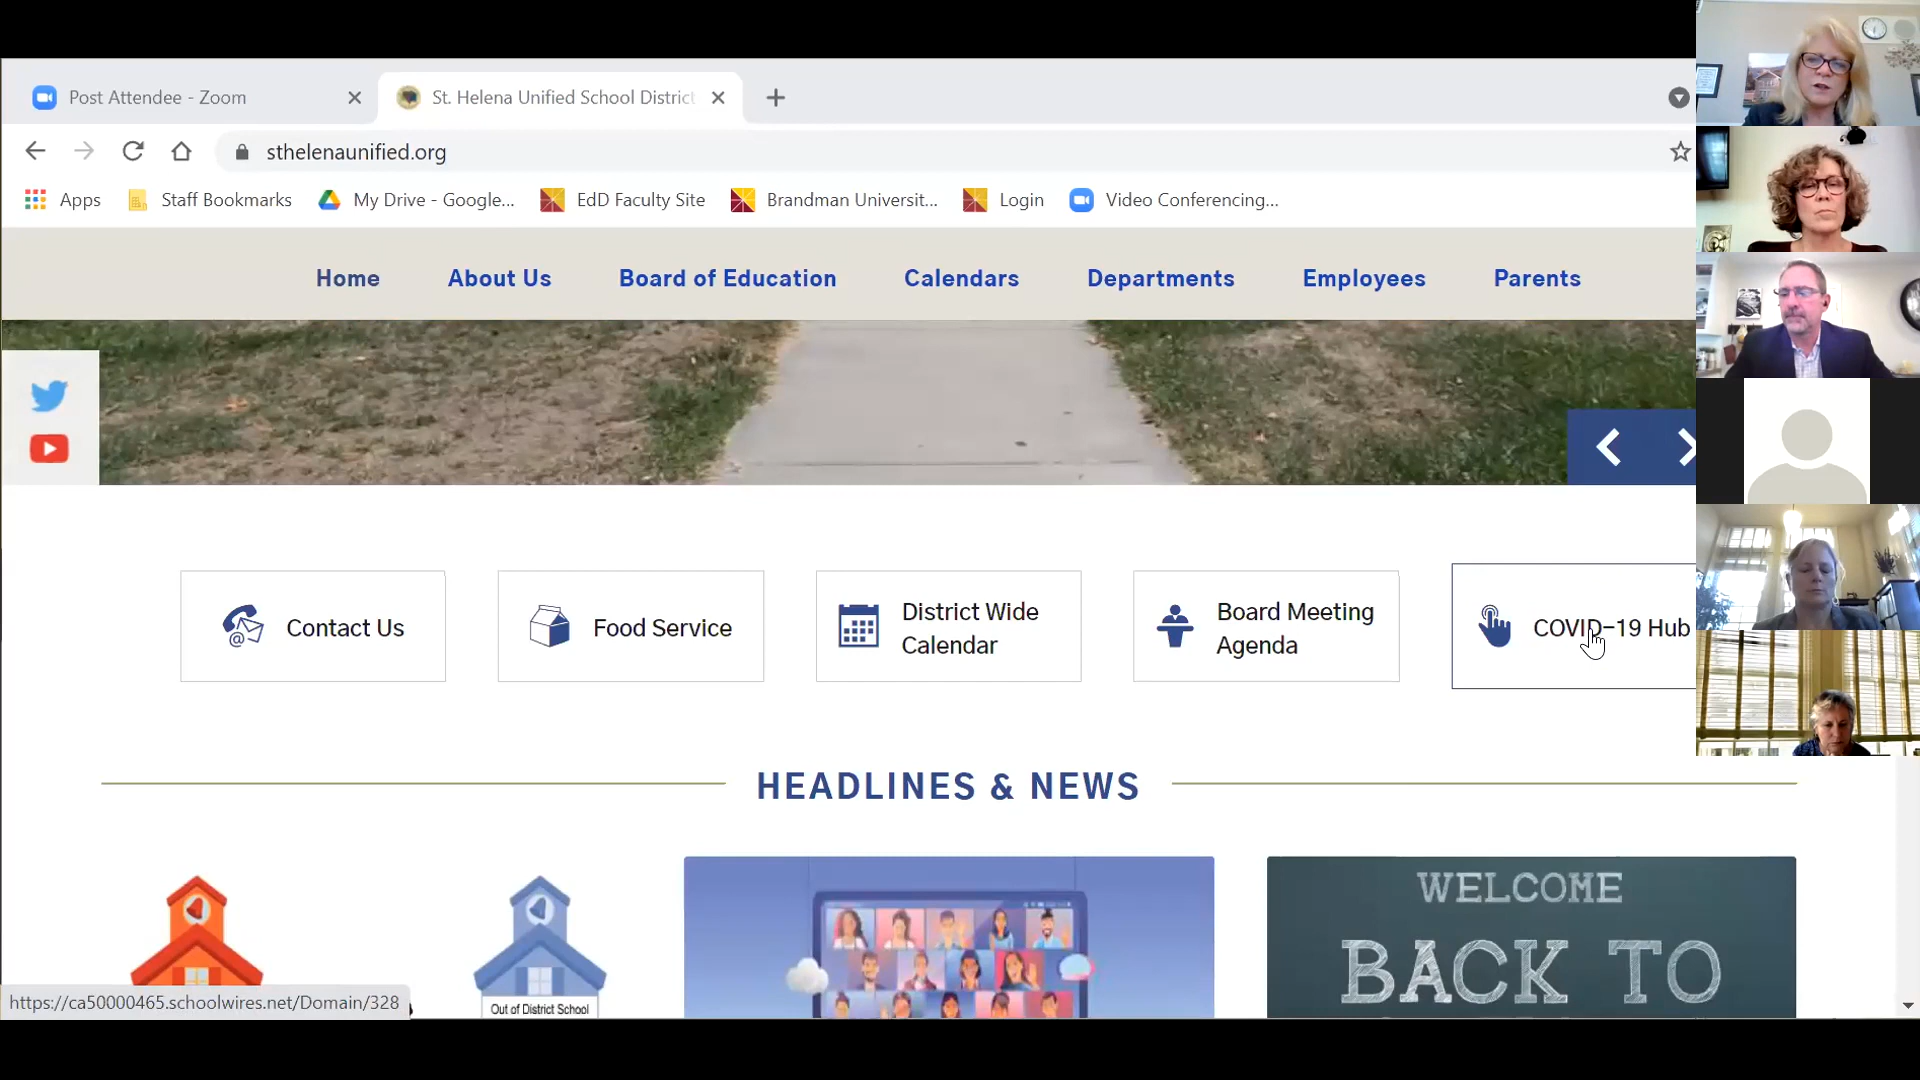 Post Attendee - Zoom
St. Helena Unified School District
sthelenaunified.org
Apps
Staff Bookmarks
My Drive - Google...
EdD Faculty Site
Brandman Universit...
Login
Video Conferencing...
Home
About Us
Board of Education
Calendars
Departments
Employees
Parents
Contact Us
Food Service
District Wide
Calendar
Board Meeting
Agenda
COVID-19 Hub
HEADLINES & NEWS
WELCOME
BACK TO
Out of District School
https://ca50000465.schoolwires.net/Domain/328